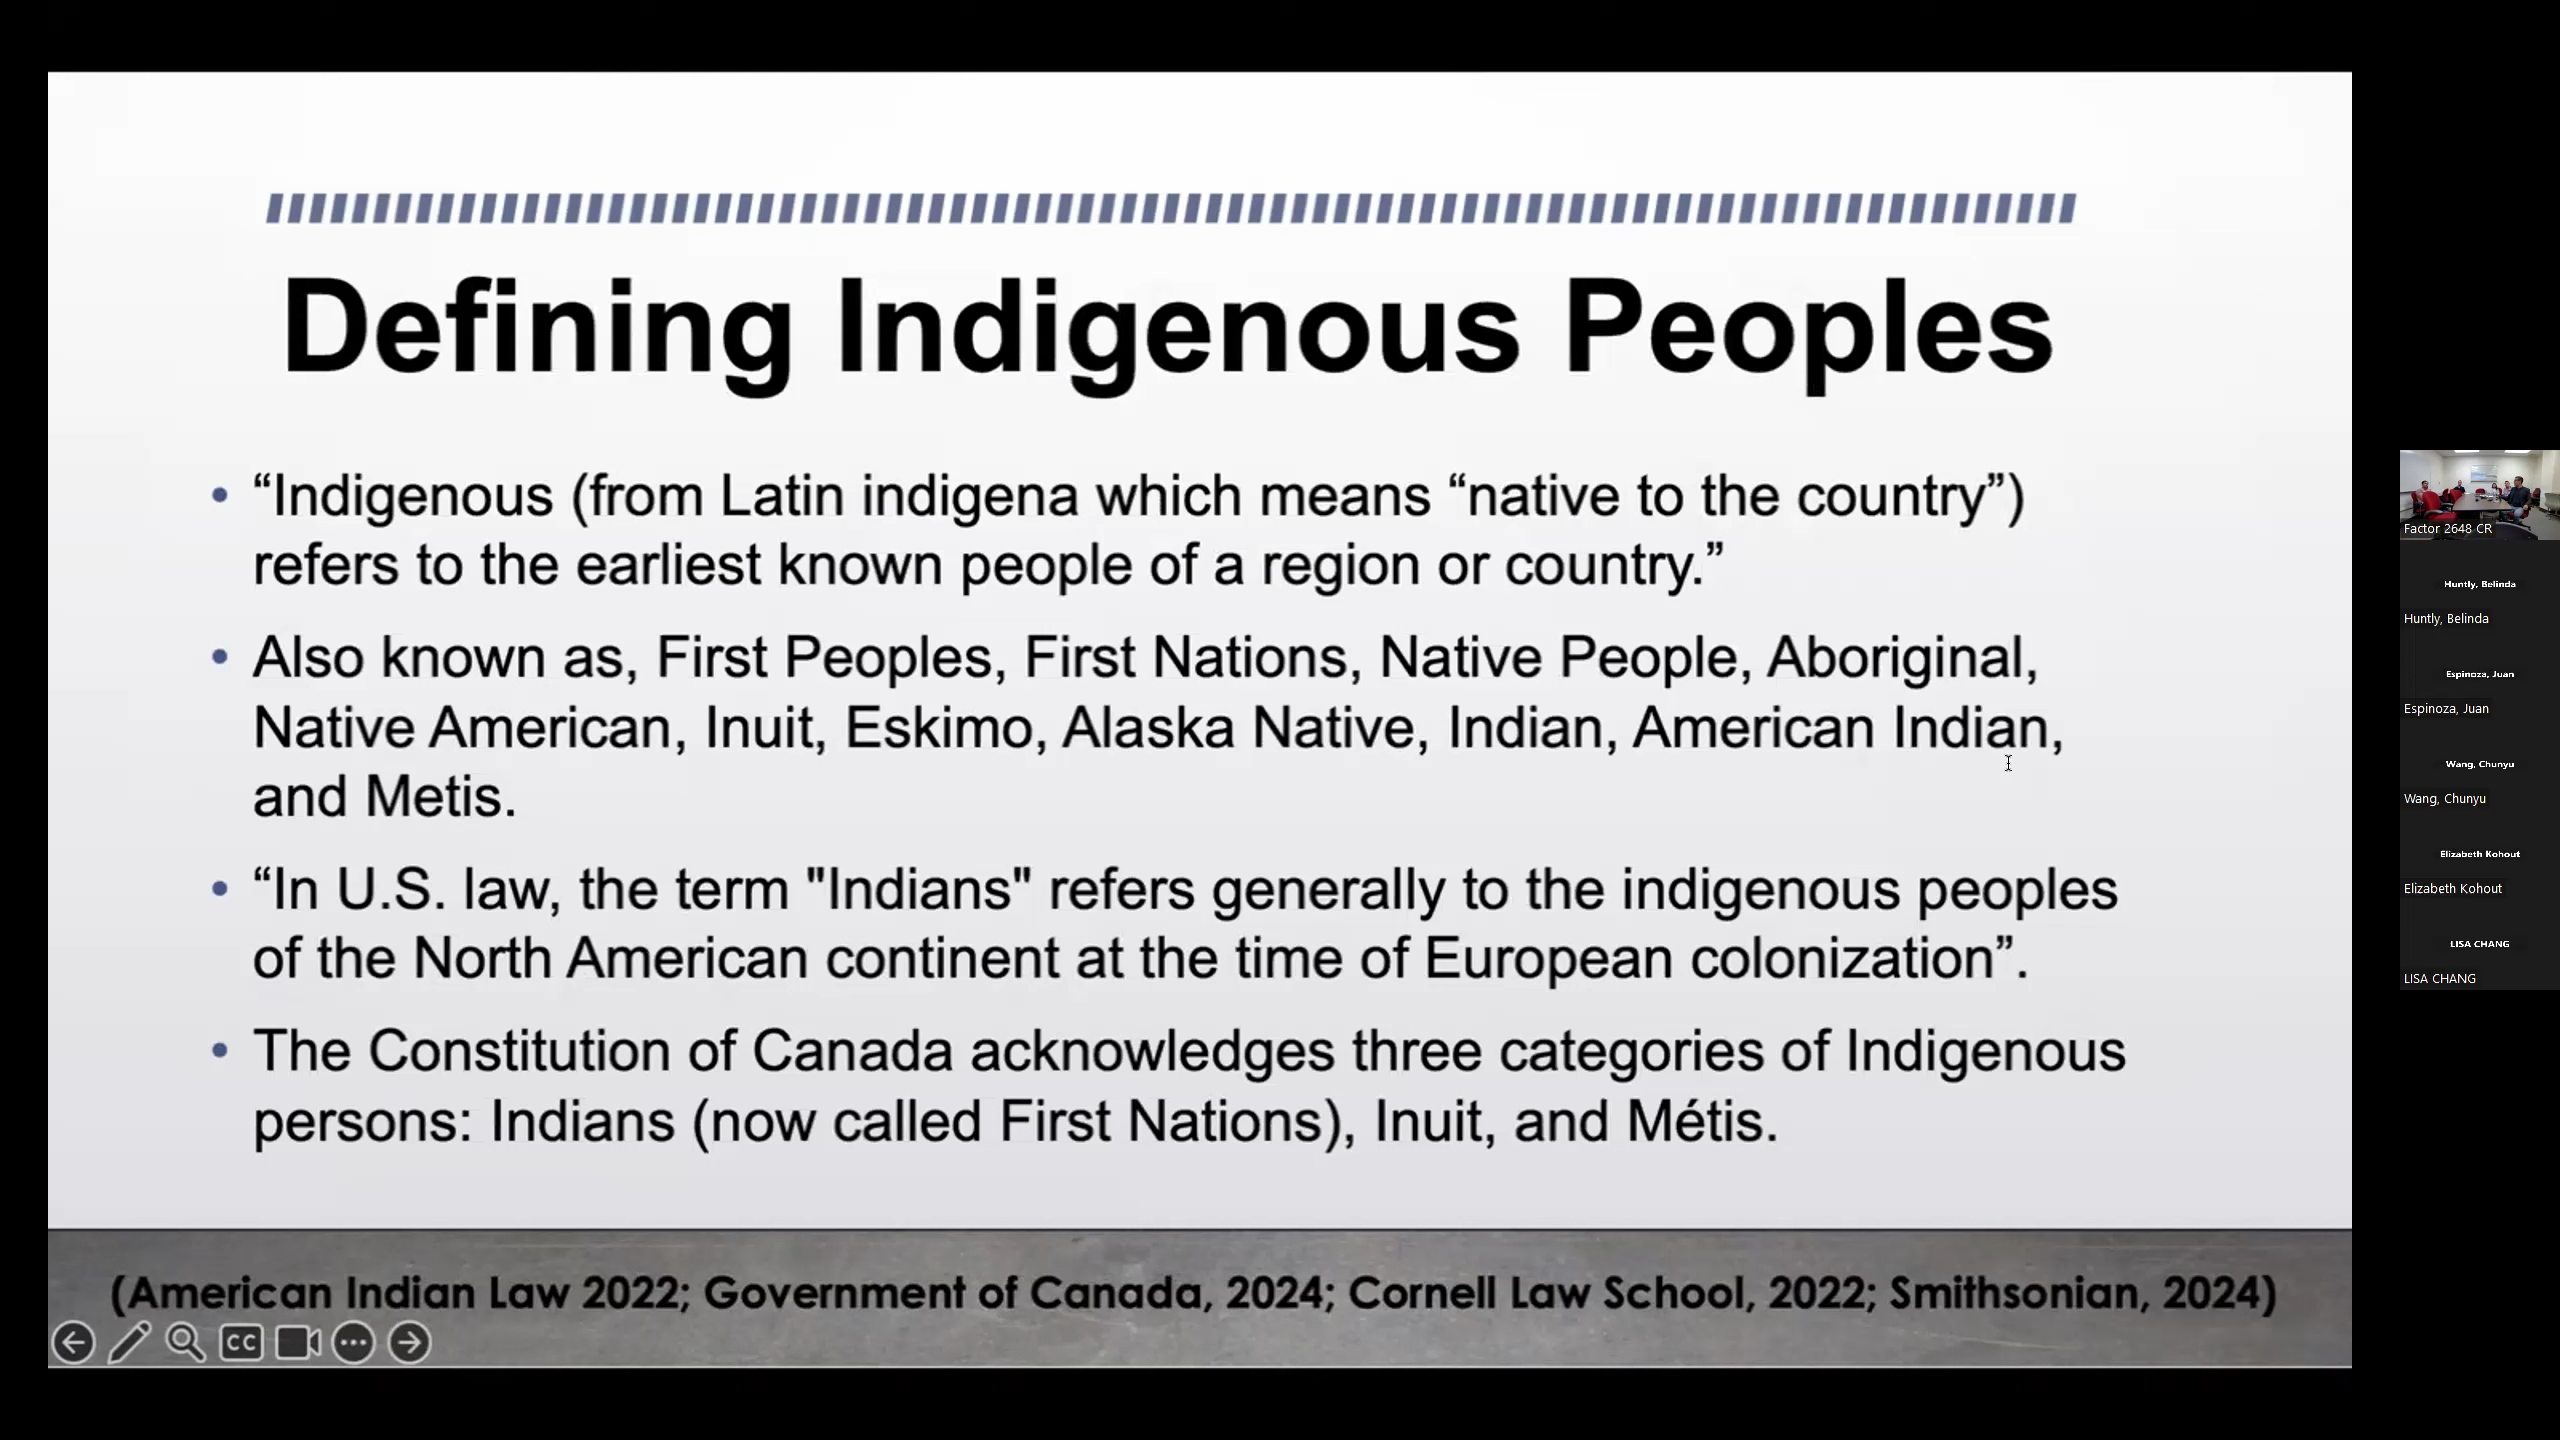 Defining Indigenous Peoples
• “Indigenous (from Latin indigena which means “native to the country”)
refers to the earliest known people of a region or country.”
• Also known as, First Peoples, First Nations, Native People, Aboriginal,
Native American, Inuit, Eskimo, Alaska Native, Indian, American Indian,
and Metis.
• “In U.S. law, the term "Indians" refers generally to the indigenous peoples
of the North American continent at the time of European colonization”.
• The Constitution of Canada acknowledges three categories of Indigenous
persons: Indians (now called First Nations), Inuit, and Métis.
(American Indian Law 2022; Government of Canada, 2024; Cornell Law School, 2022; Smithsonian, 2024)
CC
Factor 2648 CR
Huntly, Belinda
Huntly, Belinda
Espinoza, Juan
Espinoza, Juan
Wang, Chunyu
Wang, Chunyu
Elizabeth Kohout
Elizabeth Kohout
LISA CHANG
LISA CHANG